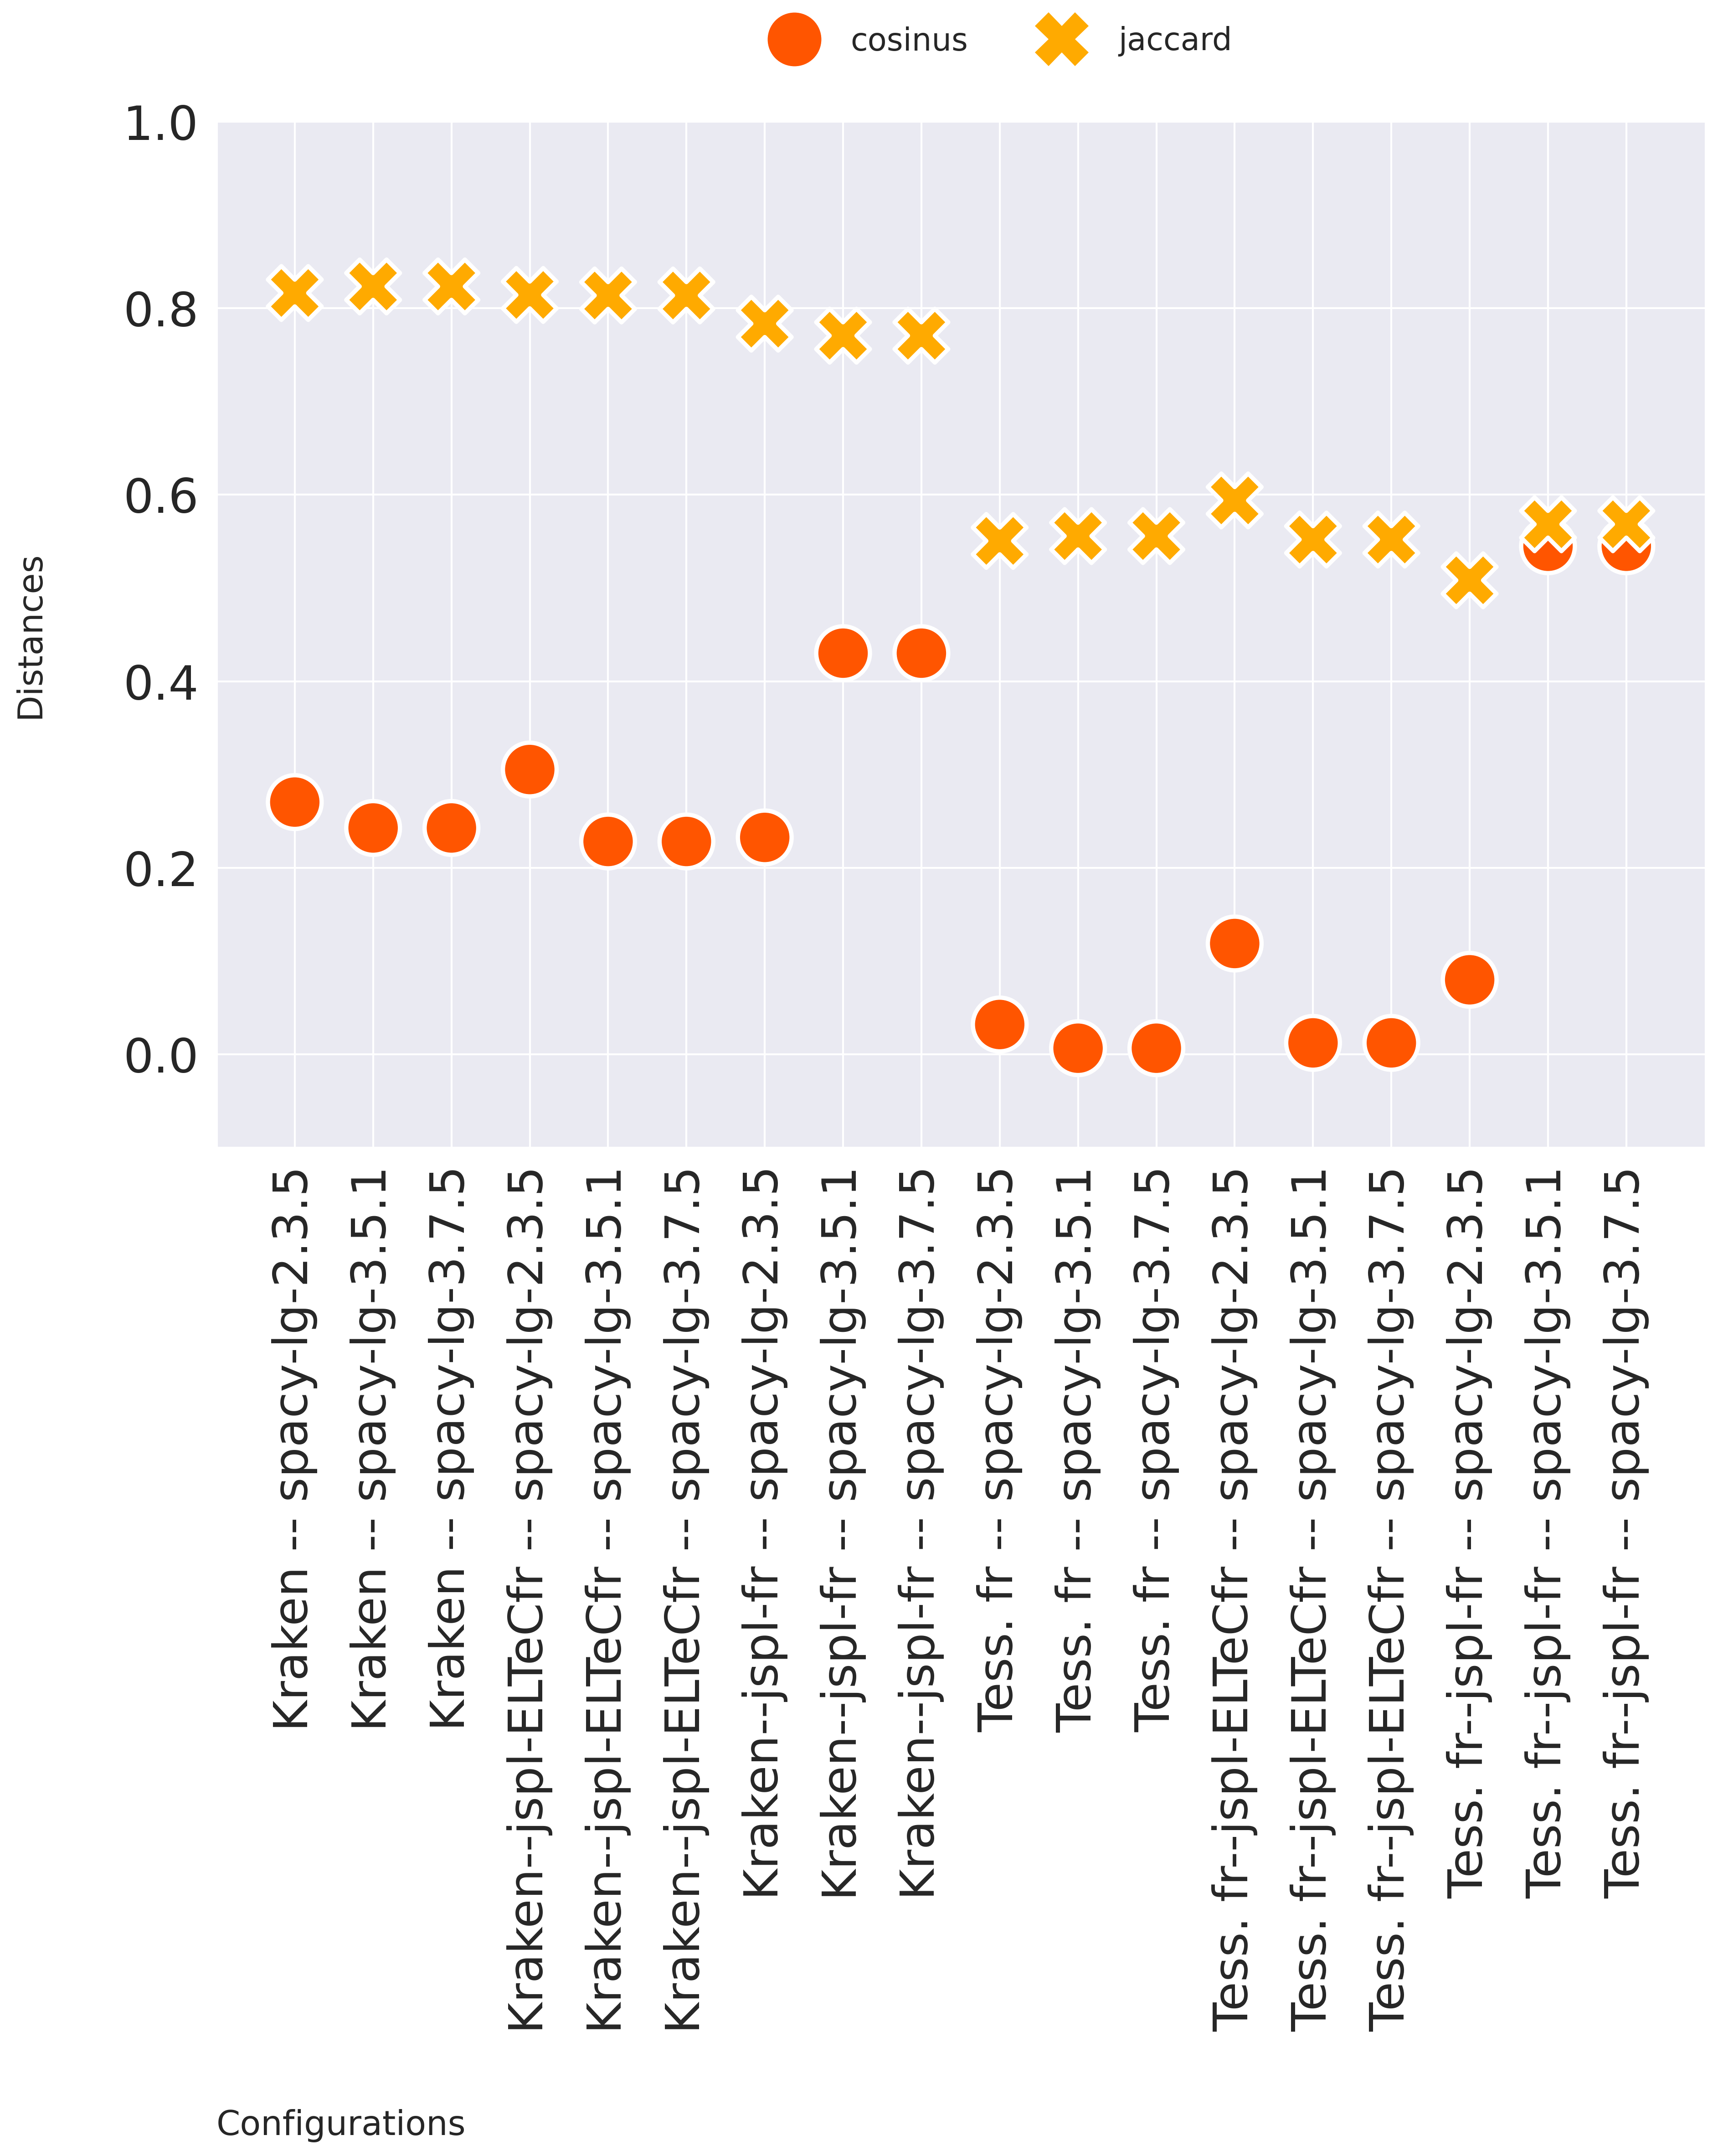 cosinus jaccard
1.0
0.8
0.6
0.4
0.2
0.0
Distances
Kraken -- spacy-lg-2.3.5
Kraken -- spacy-lg-3.5.1
Kraken -- spacy-lg-3.7.5
Kraken--jspl-ELTeCfr -- spacy-lg-2.3.5
Kraken--jspl-ELTeCfr -- spacy-lg-3.5.1
Kraken--jspl-ELTeCfr -- spacy-lg-3.7.5
Kraken--jspl-fr -- spacy-lg-2.3.5
Kraken--jspl-fr -- spacy-lg-3.5.1
Kraken--jspl-fr -- spacy-lg-3.7.5
Tess. fr -- spacy-lg-2.3.5
Tess. fr -- spacy-lg-3.5.1
Tess. fr -- spacy-lg-3.7.5
Tess. fr--jspl-ELTeCfr -- spacy-lg-2.3.5
Tess. fr--jspl-ELTeCfr -- spacy-lg-3.5.1
Tess. fr--jspl-ELTeCfr -- spacy-lg-3.7.5
Tess. fr--jspl-fr -- spacy-lg-2.3.5
Tess. fr--jspl-fr -- spacy-lg-3.5.1
Tess. fr--jspl-fr -- spacy-lg-3.7.5
Configurations